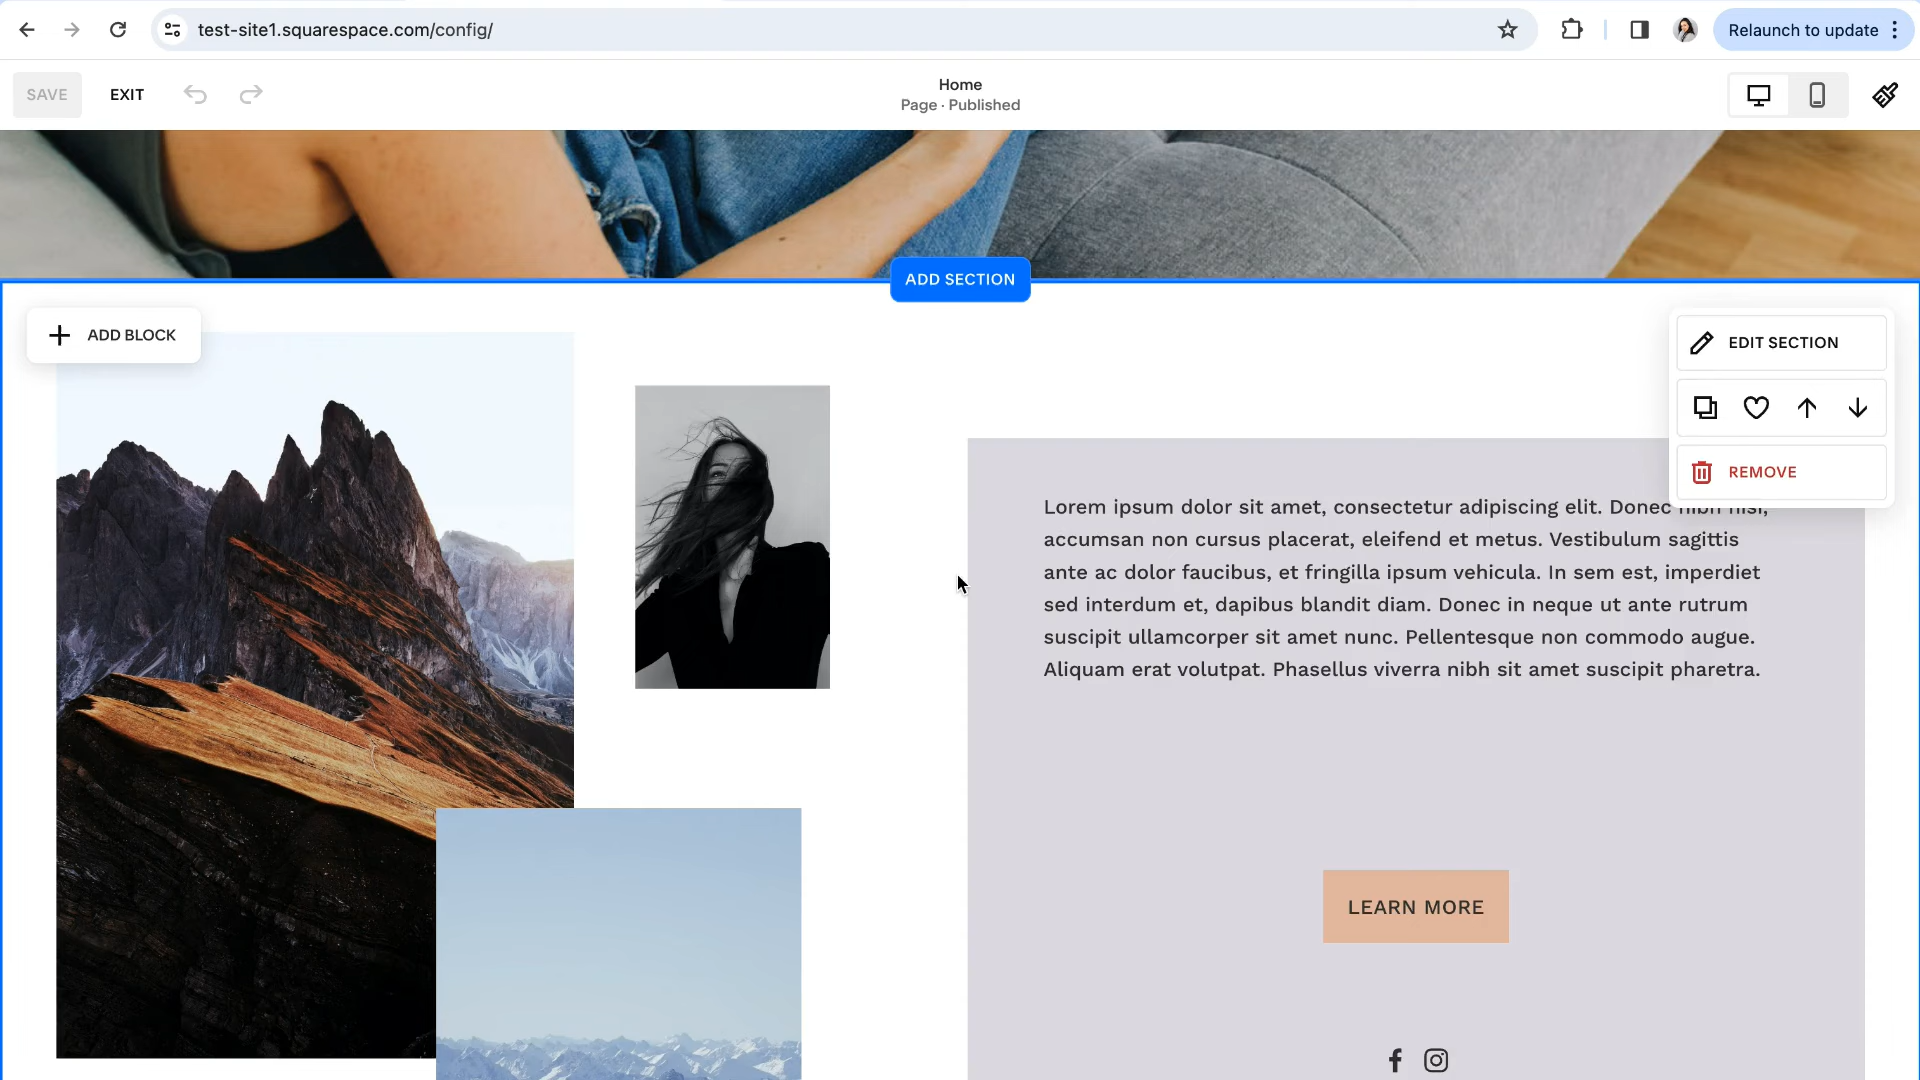 test-site1.squarespace.com/config/
Relaunch to update
SAVE
EXIT
Home
Page · Published
ADD SECTION
ADD BLOCK
EDIT SECTION
REMOVE
Lorem ipsum dolor sit amet, consectetur adipiscing elit. Donec nibh nisi,
accumsan non cursus placerat, eleifend et metus. Vestibulum sagittis
ante ac dolor faucibus, et fringilla ipsum vehicula. In sem est, imperdiet
sed interdum et, dapibus blandit diam. Donec in neque ut ante rutrum
suscipit ullamcorper sit amet nunc. Pellentesque non commodo augue.
Aliquam erat volutpat. Phasellus viverra nibh sit amet suscipit pharetra.
LEARN MORE